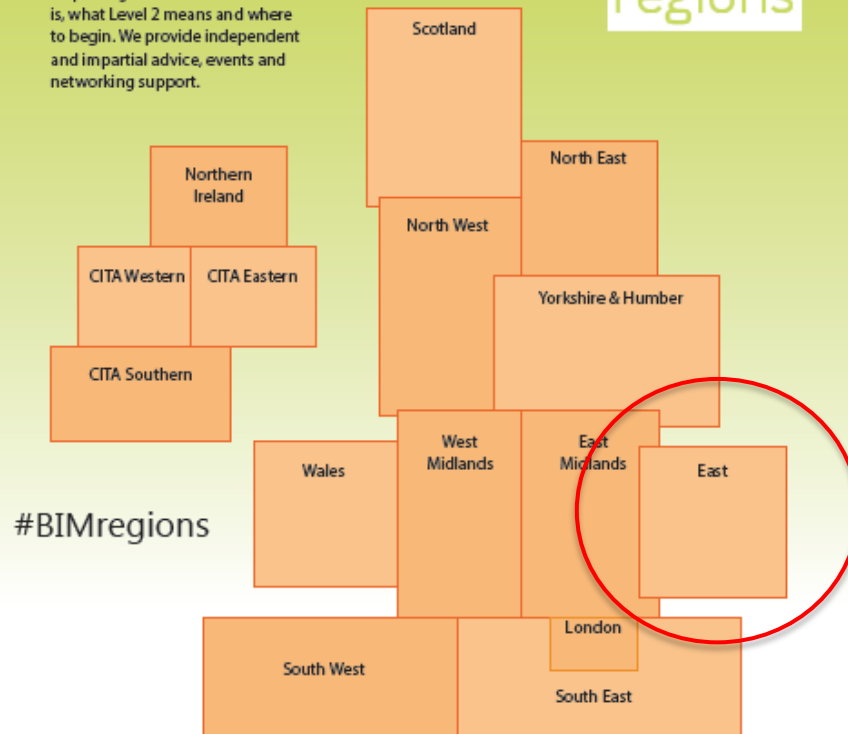 is, what Level 2 means and where
to begin. We provide independent
and impartial advice, events and
networking support.
regions
Scotland
North East
Northern
Ireland
North West
CITA Western
CITA Eastern
Yorkshire & Humber
CITA Southern
West
Midlands
East
Midlands
Wales
East
#BIMregions
London
South West
South East